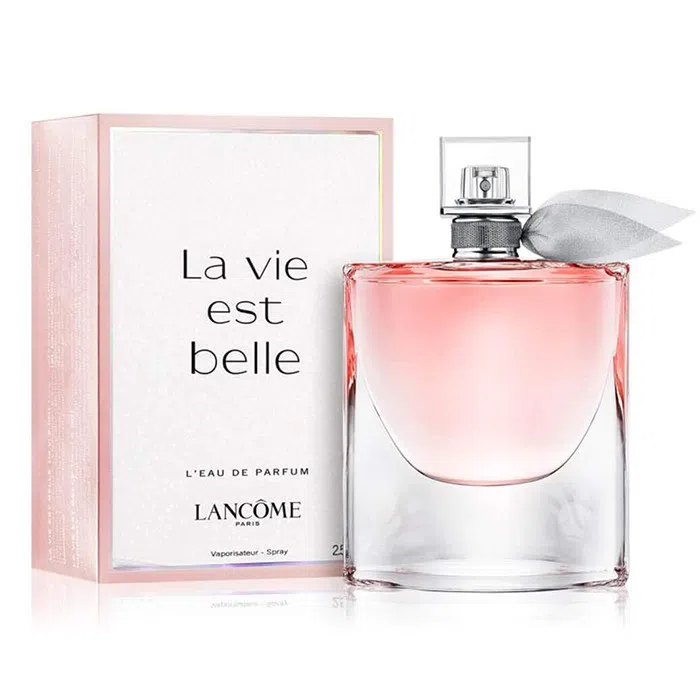 La vie
est
belle
L'EAU DE PARFUM
LANCÔME
PARIS
Vaporisateur - Spray